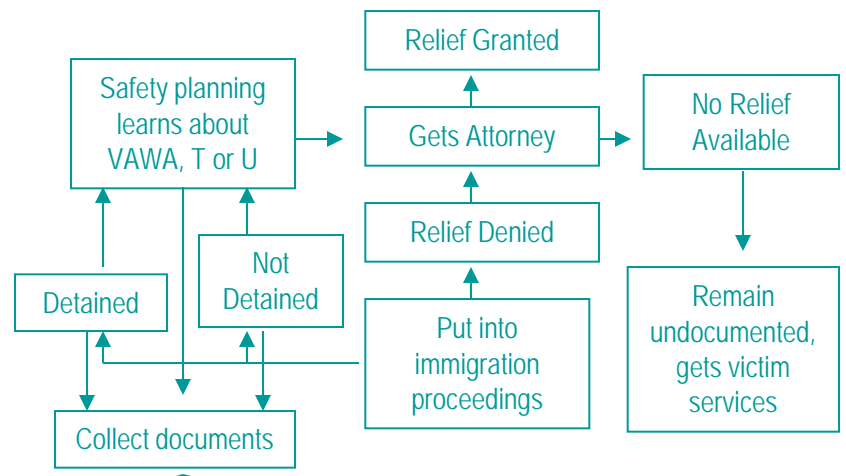 Relief Granted
Safety planning
learns about
VAWA, T or U
Gets Attorney
No Relief
Available
Relief Denied
Not
Detained
Detained
Put into
immigration
proceedings
Remain
undocumented,
gets victim
services
Collect documents